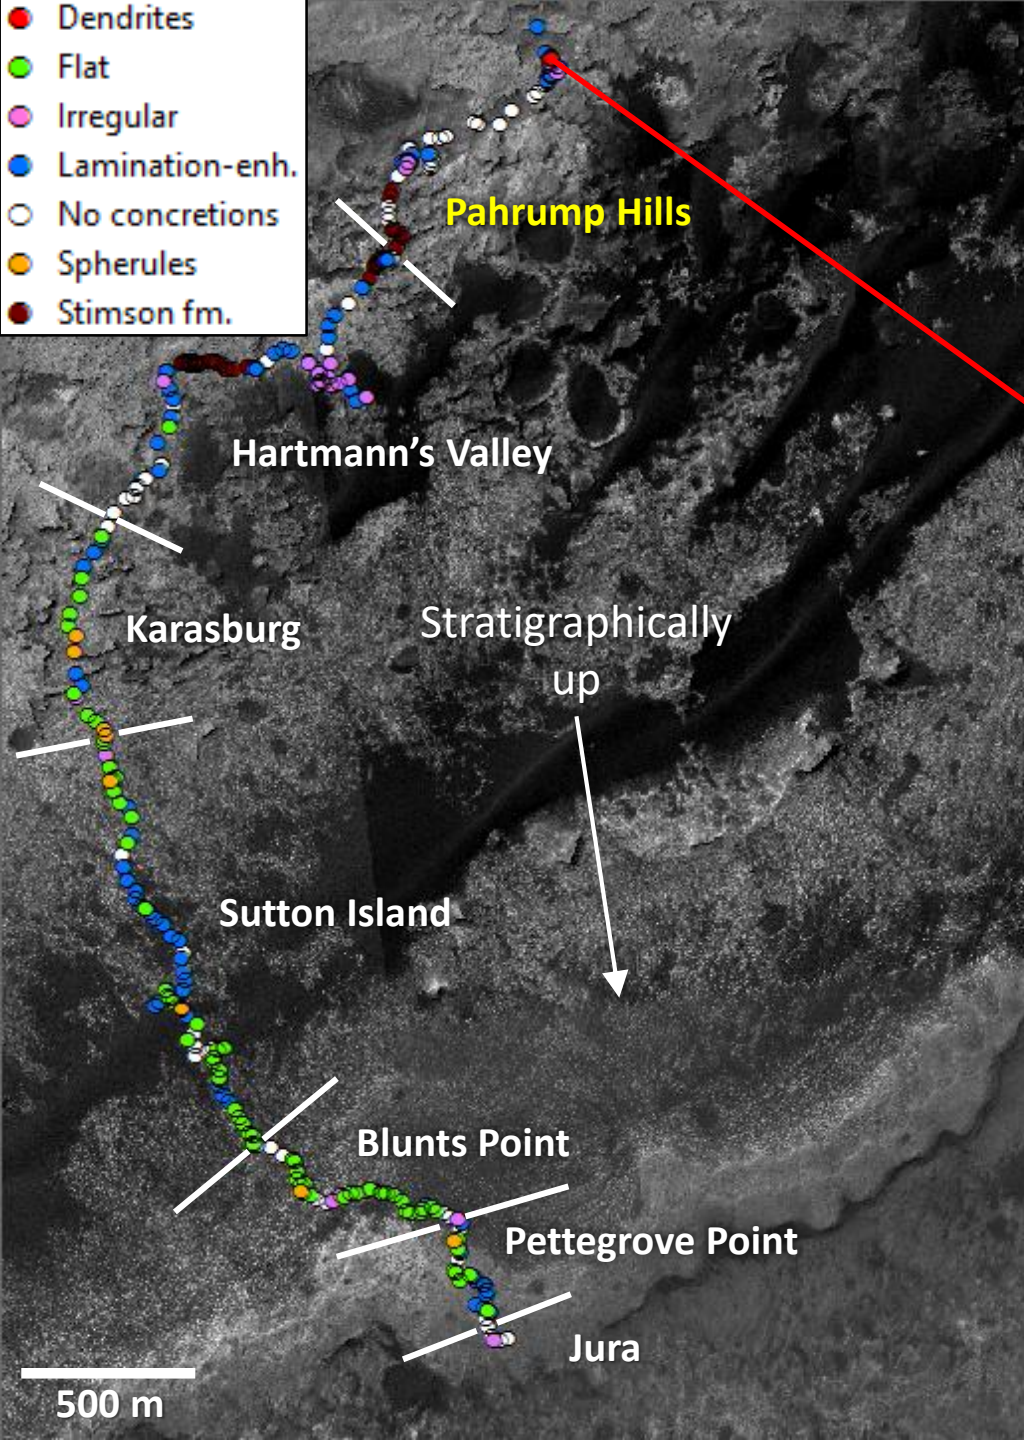 Dendrites
Flat
Irregular
Lamination-enh.
No concretions
Spherules
Stimson fm.
Pahrump Hills
Hartmann’s Valley
Karasburg
Stratigraphically
up
Sutton Island
Blunts Point
Pettegrove Point
Jura
500 m